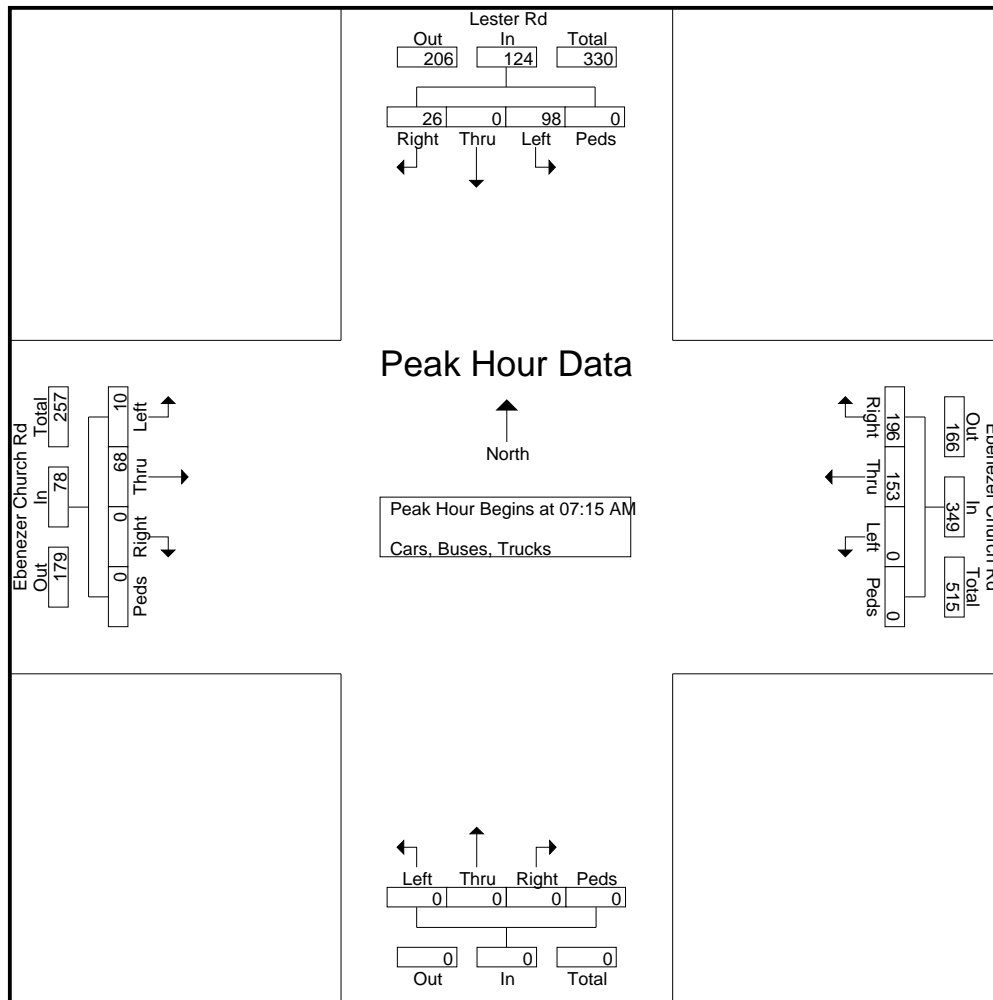 Lester Rd
Out In Total
206 124 330
26 0 98 0
Right Thru Left Peds
Peak Hour Data
North
Peak Hour Begins at 07:15 AM
Cars, Buses, Trucks
Ebenezer Church Rd
Total In Out
257 78 179
10 68 0 0
Left Thru Right Peds
Right Thru Left Peds
196 153 0 0
166 349 515
Out In Total
Ebenezer Church Rd
Left Thru Right Peds
0 0 0 0
0 0 0
Out In Total